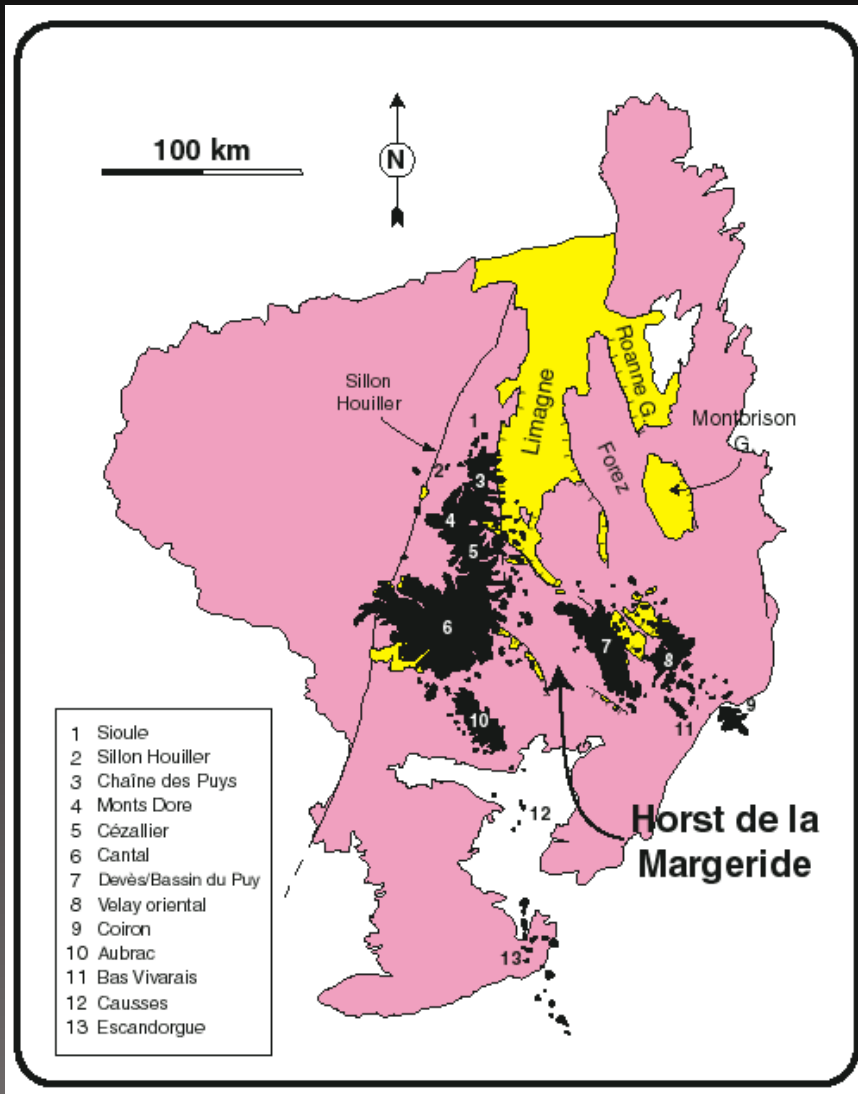 100 km
N
Sillon
Houiller
Limagne
Roanne G.
Forez
Montbrison
G.
1
2
3
4
5
6
7
8
9
10
11
12
13
Horst de la
Margeride
1 Sioule
2 Sillon Houiller
3 Chaîne des Puys
4 Monts Dore
5 Cézallier
6 Cantal
7 Devès/Bassin du Puy
8 Velay oriental
9 Coiron
10 Aubrac
11 Bas Vivarais
12 Causses
13 Escandorgue